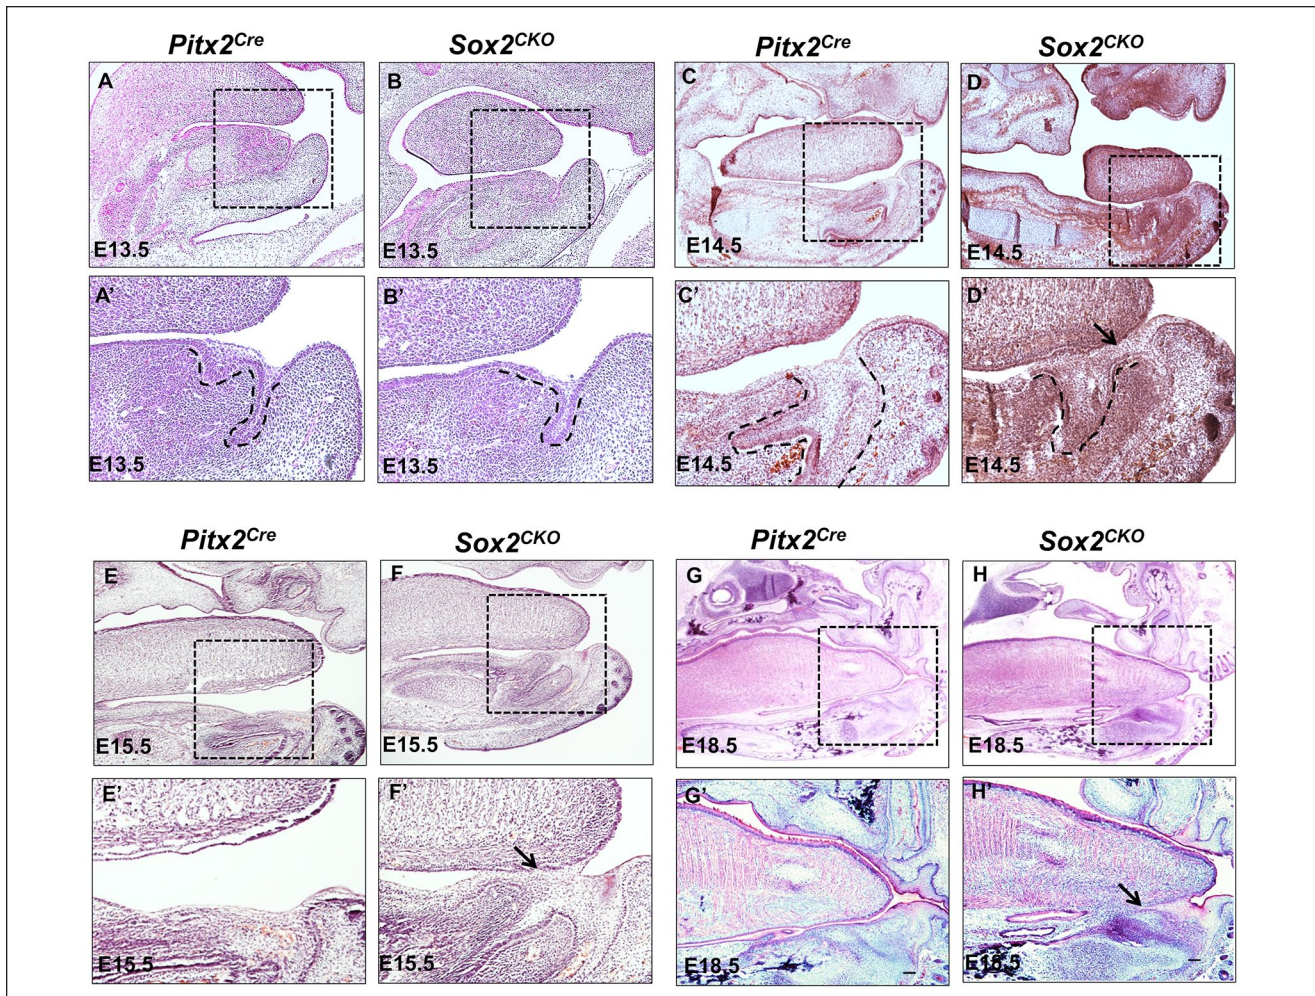 Pitx2Cre Sox2CKO Pitx2Cre Sox2CKO
A B C D
E13.5 E13.5 E14.5 E14.5
A' B' C' D'
E13.5 E13.5 E14.5 E14.5
Pitx2Cre Sox2CKO Pitx2Cre Sox2CKO
E F G H
E15.5 E15.5 E18.5 E18.5
E' F' G' H'
E15.5 E15.5 E18.5 E18.5